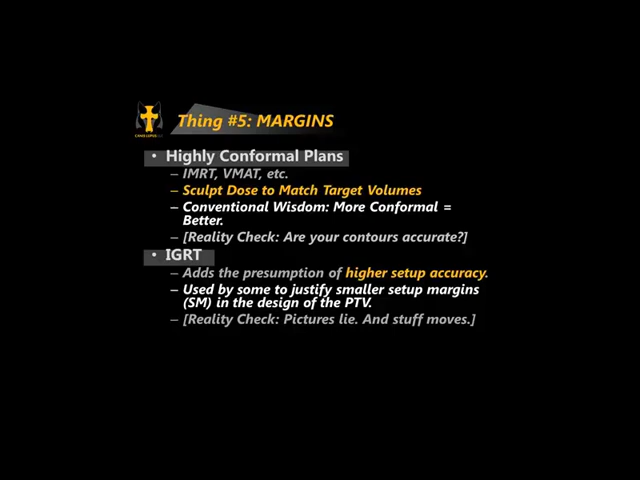 Thing #5: MARGINS
• Highly Conformal Plans
– IMRT, VMAT, etc.
– Sculpt Dose to Match Target Volumes
– Conventional Wisdom: More Conformal =
Better.
– [Reality Check: Are your contours accurate?]
• IGRT
– Adds the presumption of higher setup accuracy.
– Used by some to justify smaller setup margins
(SM) in the design of the PTV.
– [Reality Check: Pictures lie. And stuff moves.]